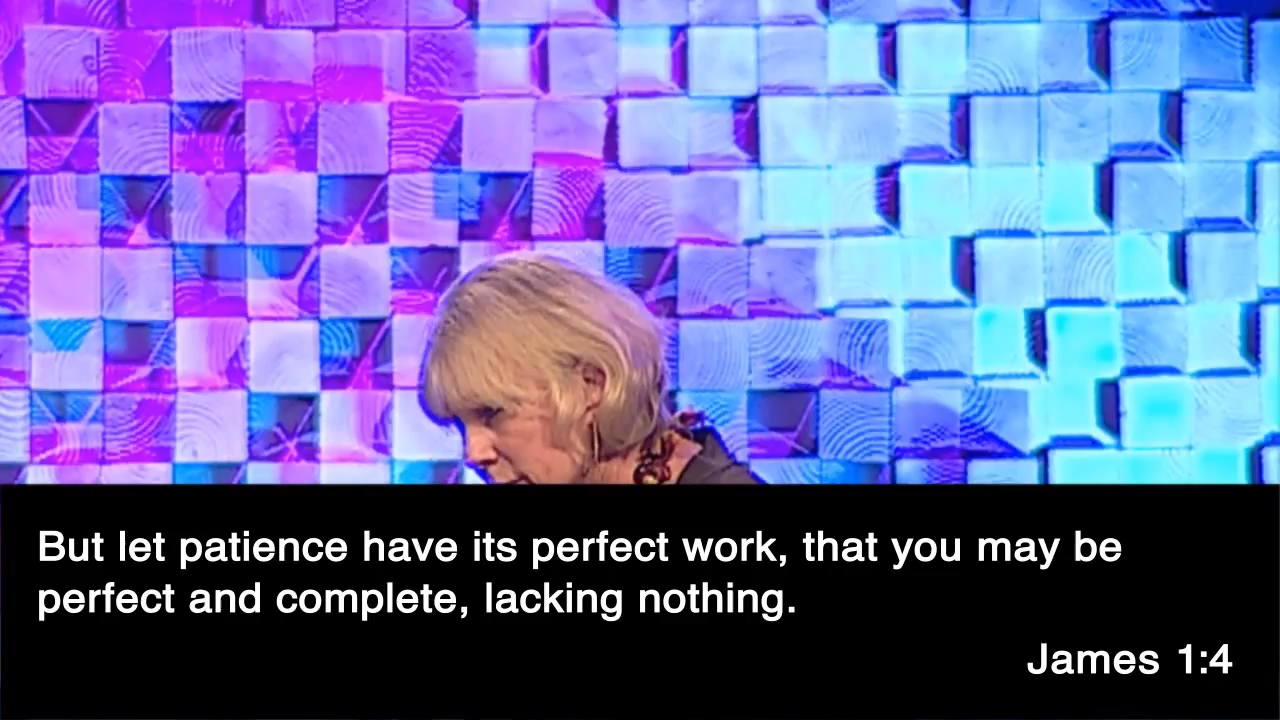 But let patience have its perfect work, that you may be
perfect and complete, lacking nothing.
James 1:4